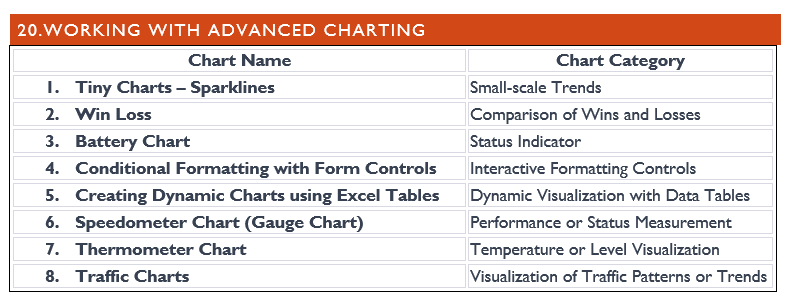 20.WORKING WITH ADVANCED CHARTING
Chart Name Chart Category
1. Tiny Charts – Sparklines Small-scale Trends
2. Win Loss Comparison of Wins and Losses
3. Battery Chart Status Indicator
4. Conditional Formatting with Form Controls Interactive Formatting Controls
5. Creating Dynamic Charts using Excel Tables Dynamic Visualization with Data Tables
6. Speedometer Chart (Gauge Chart) Performance or Status Measurement
7. Thermometer Chart Temperature or Level Visualization
8. Traffic Charts Visualization of Traffic Patterns or Trends